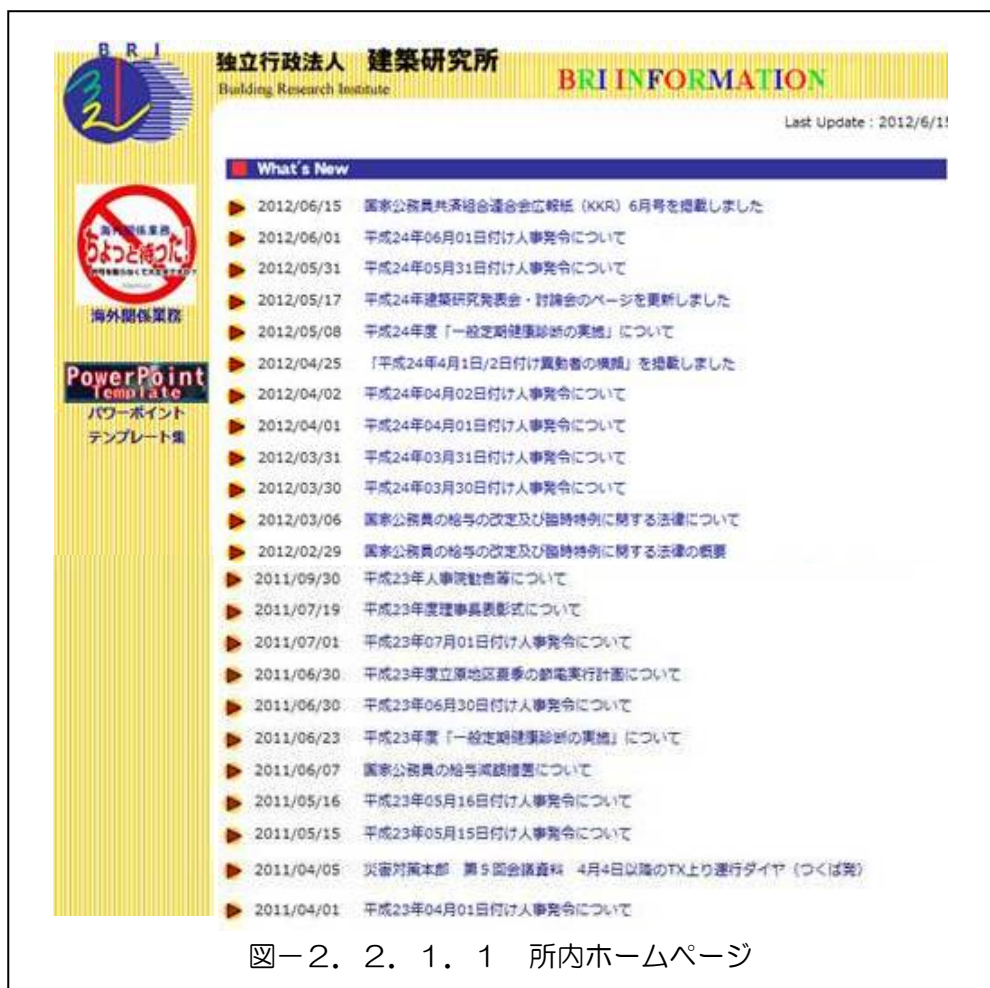 BRI
独立行政法人 建築研究所
Building Research Institute
BRI INFORMATION
Last Update : 2012/6/15
What's New
2012/06/15 国家公務員共済組合連合会広報紙（KKR）6月号を掲載しました
2012/06/01 平成24年06月01日付け人事発令について
2012/05/31 平成24年05月31日付け人事発令について
2012/05/17 平成24年建築研究発表会・討論会のページを更新しました
2012/05/08 平成24年度「一般定期健康診断の実施」について
2012/04/25 「平成24年4月1日/2日付け異動者の横顔」を掲載しました
2012/04/02 平成24年04月02日付け人事発令について
2012/04/01 平成24年04月01日付け人事発令について
2012/03/31 平成24年03月31日付け人事発令について
2012/03/30 平成24年03月30日付け人事発令について
2012/03/06 国家公務員の給与の改定及び臨時特例に関する法律について
2012/02/29 国家公務員の給与の改定及び臨時特例に関する法律の概要
2011/09/30 平成23年人事院勧告等について
2011/07/19 平成23年度理事長表彰式について
2011/07/01 平成23年07月01日付け人事発令について
2011/06/30 平成23年度立原地区夏季の節電実行計画について
2011/06/30 平成23年06月30日付け人事発令について
2011/06/23 平成23年度「一般定期健康診断の実施」について
2011/06/07 国家公務員の給与減額措置について
2011/05/16 平成23年05月16日付け人事発令について
2011/05/15 平成23年05月15日付け人事発令について
2011/04/05 災害対策本部 第5回会議資料 4月4日以降のTX上り運行ダイヤ（つくば発）
2011/04/01 平成23年04月01日付け人事発令について
海外関係業務
ちょっと待った！
海外関係業務
PowerPoint
Template
パワーポイント
テンプレート集
図－２．２．１．１ 所内ホームページ